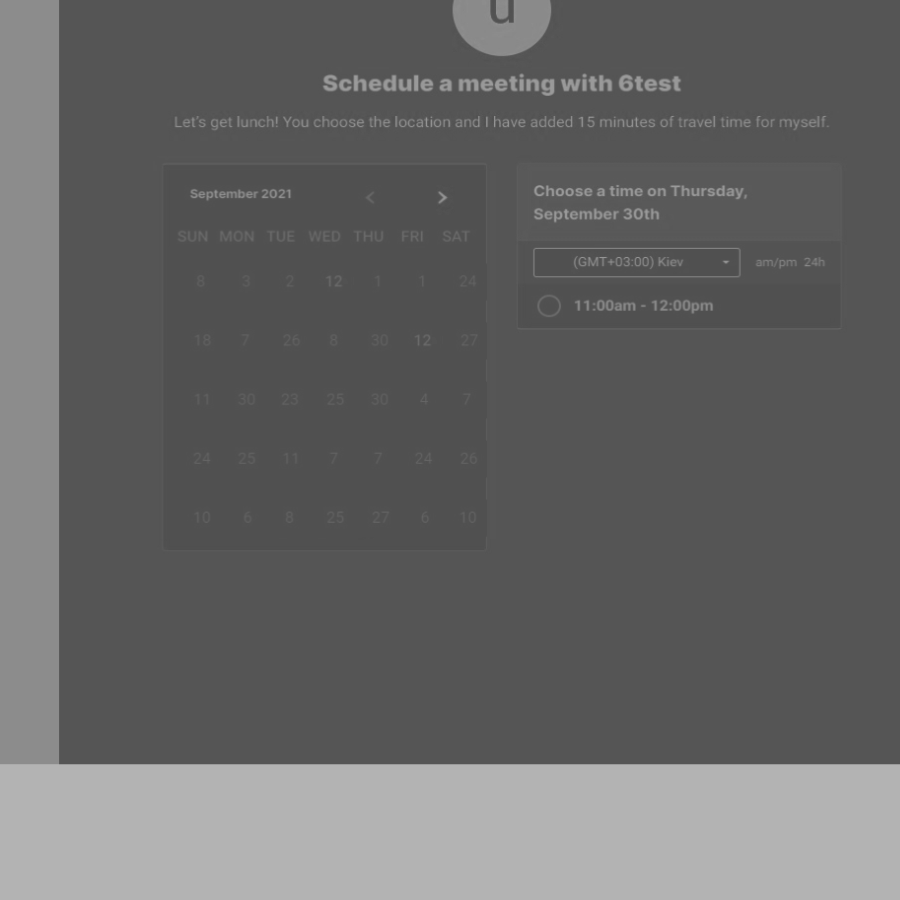 u
Schedule a meeting with 6test
Let's get lunch! You choose the location and I have added 15 minutes of travel time for myself.
September 2021
SUN MON TUE WED THU FRI SAT
8 3 2 12 1 1 24
18 7 26 8 30 12 27
11 30 23 25 30 4 7
24 25 11 7 7 24 26
10 6 8 25 27 6 10
Choose a time on Thursday,
September 30th
(GMT+03:00) Kiev am/pm 24h
11:00am - 12:00pm